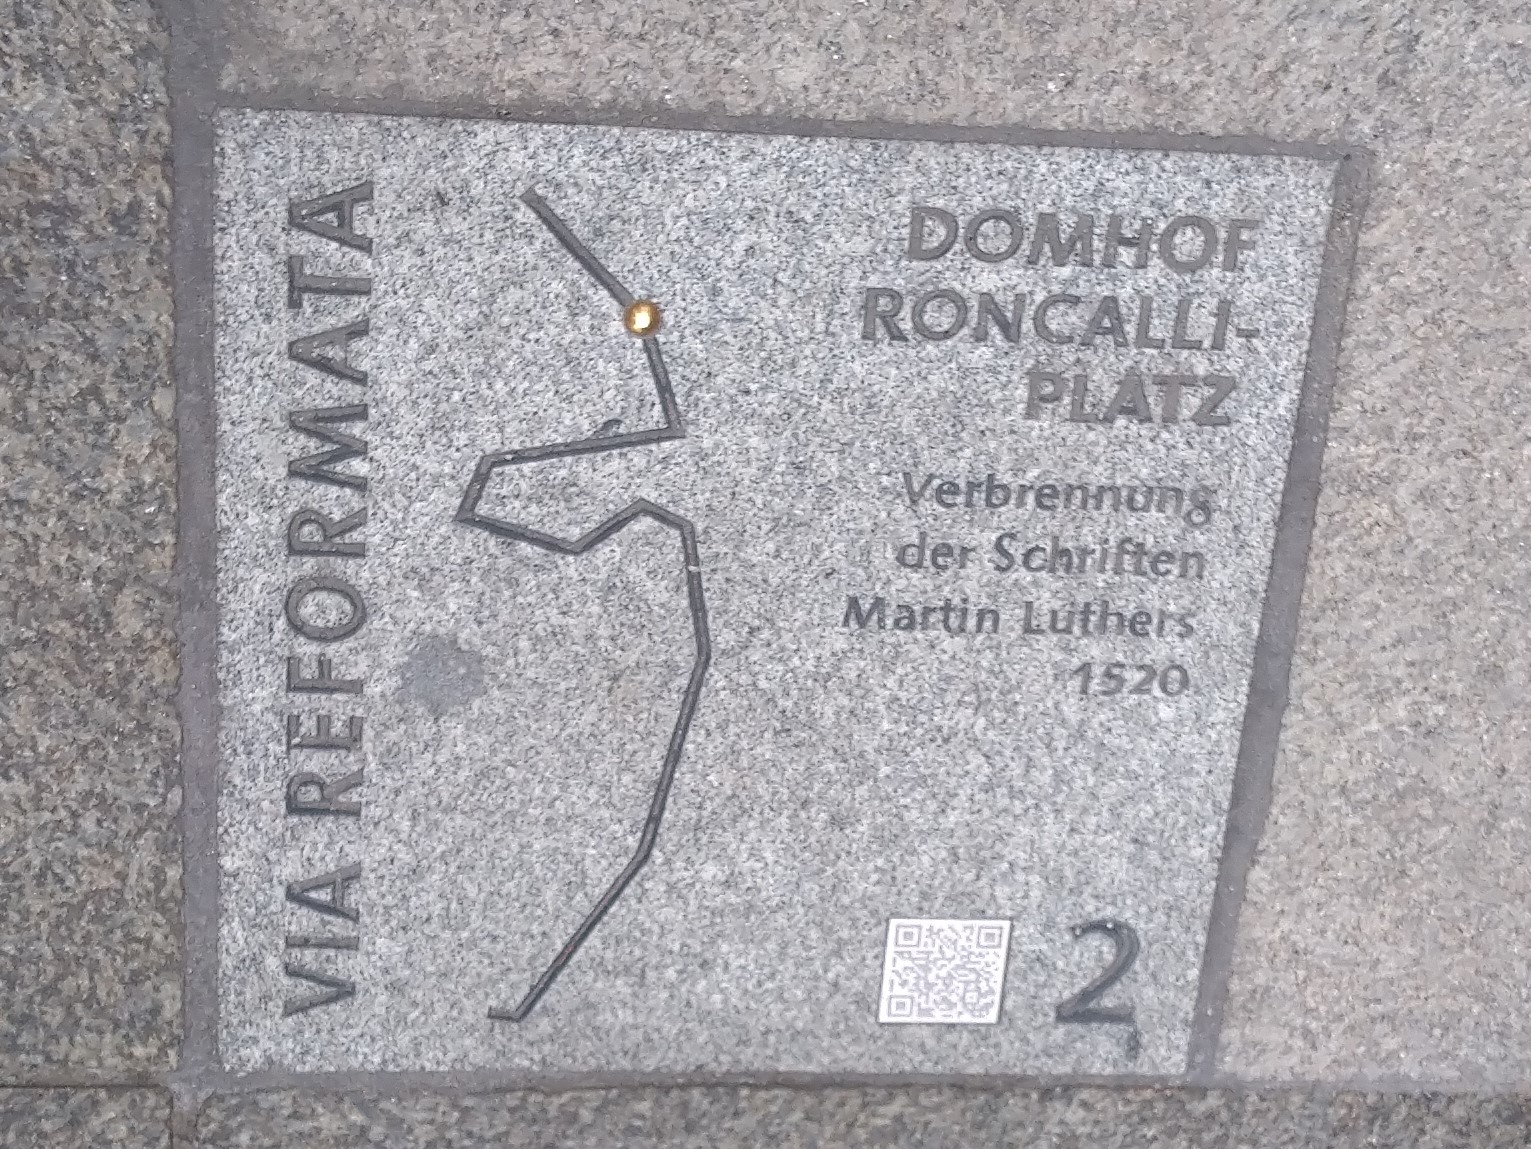 VIA REFORMATA
DOMHOF
RONCALLI-
PLATZ
Verbrennung
der Schriften
Martin Luthers
1520
2